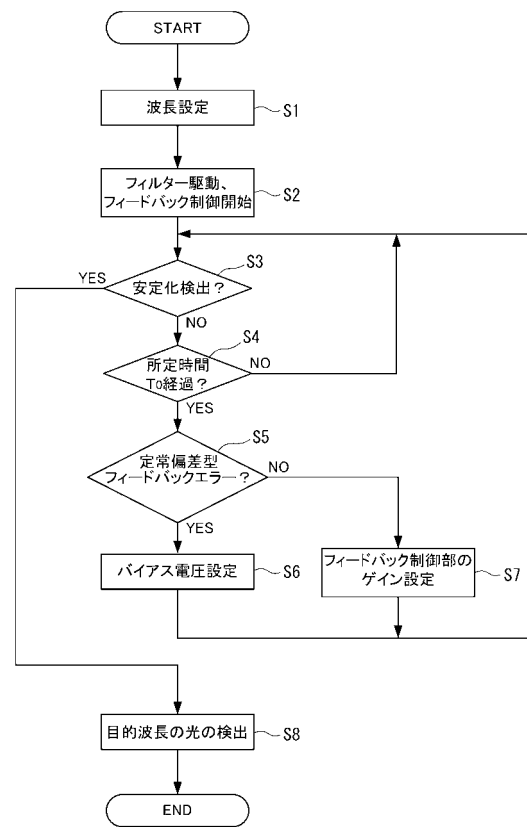 START
波長設定
S1
フィルター駆動、
フィードバック制御開始
S2
S3
YES
安定化検出？
NO
S4
所定時間
T0経過？
NO
YES
S5
定常偏差型
フィードバックエラー？
NO
YES
バイアス電圧設定
S6
フィードバック制御部の
ゲイン設定
S7
目的波長の光の検出
S8
END